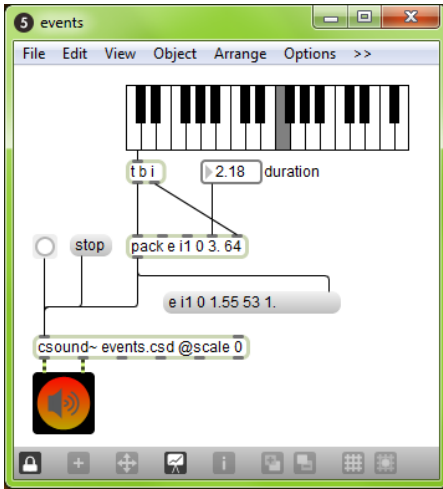 5 events
File Edit View Object Arrange Options >>
t b i
2.18 duration
stop
pack e i1 0 3. 64
e i1 0 1.55 53 1.
csound~ events.csd @scale 0